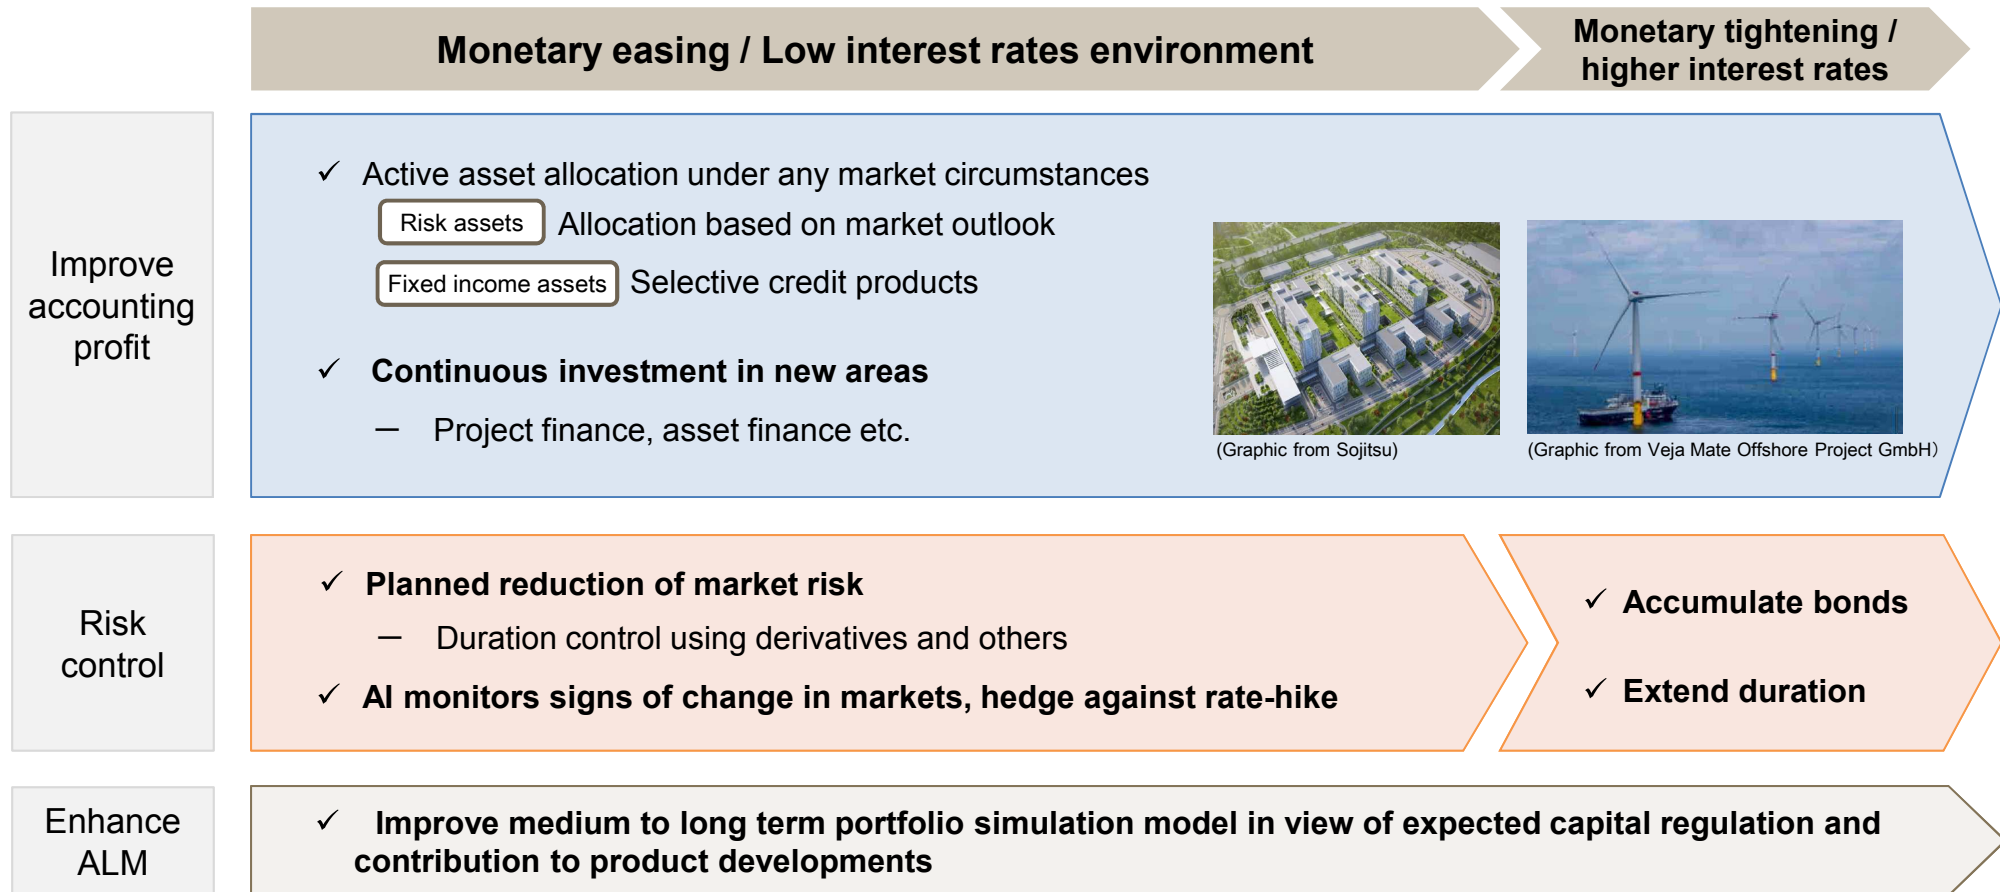 Monetary easing / Low interest rates environment
Monetary tightening /
higher interest rates
Improve
accounting
profit
✓ Active asset allocation under any market circumstances
Risk assets Allocation based on market outlook
Fixed income assets Selective credit products
✓ Continuous investment in new areas
― Project finance, asset finance etc.
(Graphic from Sojitsu)
(Graphic from Veja Mate Offshore Project GmbH）
Risk
control
✓ Planned reduction of market risk
― Duration control using derivatives and others
✓ AI monitors signs of change in markets, hedge against rate-hike
✓ Accumulate bonds
✓ Extend duration
Enhance
ALM
✓ Improve medium to long term portfolio simulation model in view of expected capital regulation and
contribution to product developments